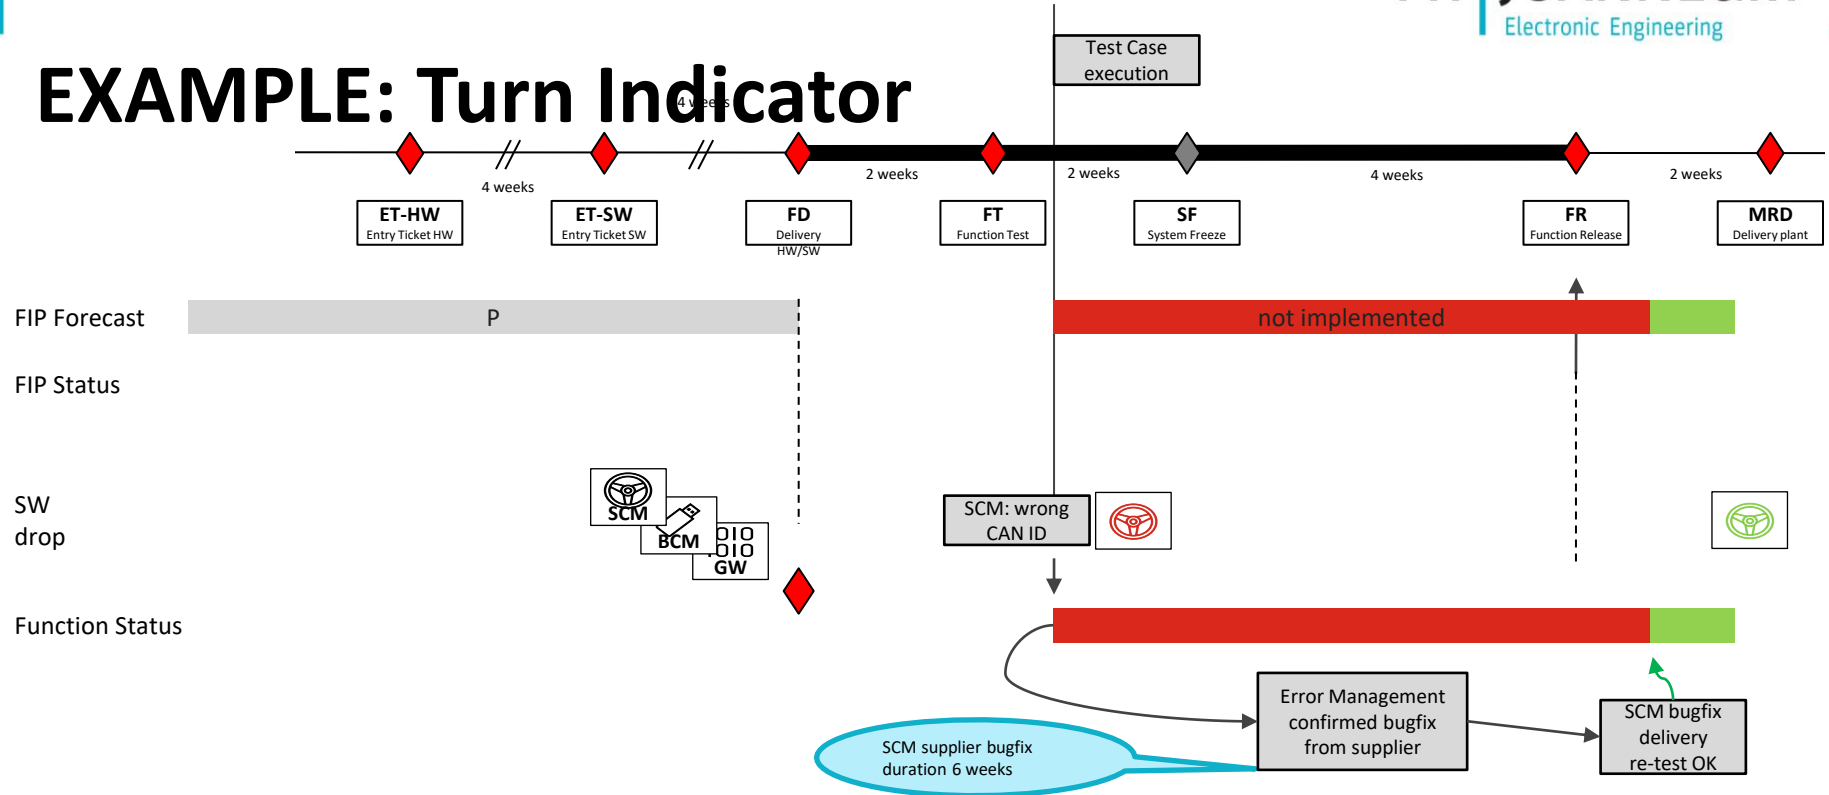 Electronic Engineering
Test Case
execution
EXAMPLE: Turn Indicator
4 weeks
4 weeks
2 weeks
2 weeks
4 weeks
2 weeks
ET-HW
Entry Ticket HW
ET-SW
Entry Ticket SW
FD
Delivery
HW/SW
FT
Function Test
SF
System Freeze
FR
Function Release
MRD
Delivery plant
FIP Forecast
P
not implemented
FIP Status
SW
drop
SCM
BCM
GW
SCM: wrong
CAN ID
Function Status
Error Management
confirmed bugfix
from supplier
SCM bugfix
delivery
re-test OK
SCM supplier bugfix
duration 6 weeks